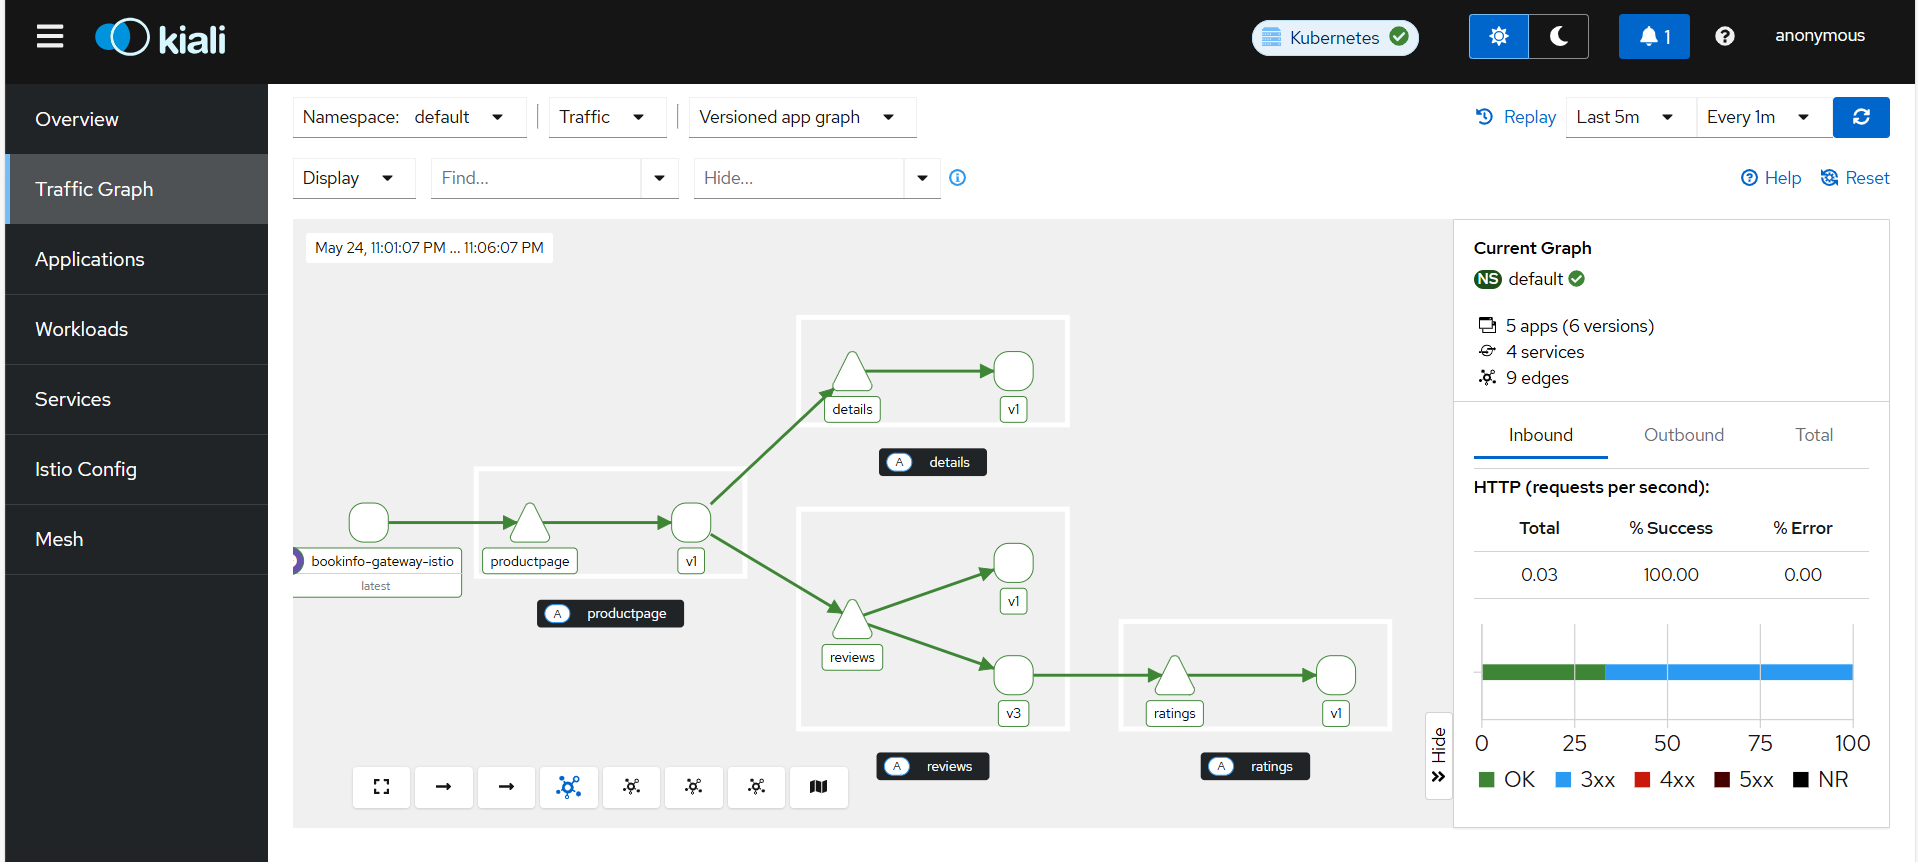 kiali
Kubernetes
1
anonymous
Overview
Traffic Graph
Applications
Workloads
Services
Istio Config
Mesh
Namespace: default
Traffic
Versioned app graph
Replay
Last 5m
Every 1m
Display
Find...
Hide...
Help
Reset
May 24, 11:01:07 PM ... 11:06:07 PM
details
v1
A details
bookinfo-gateway-istio
latest
productpage
v1
A productpage
reviews
v1
v3
A reviews
ratings
v1
A ratings
Hide
Current Graph
NS default
5 apps (6 versions)
4 services
9 edges
Inbound Outbound Total
HTTP (requests per second):
Total % Success % Error
0.03 100.00 0.00
0 25 50 75 100
OK 3xx 4xx 5xx NR